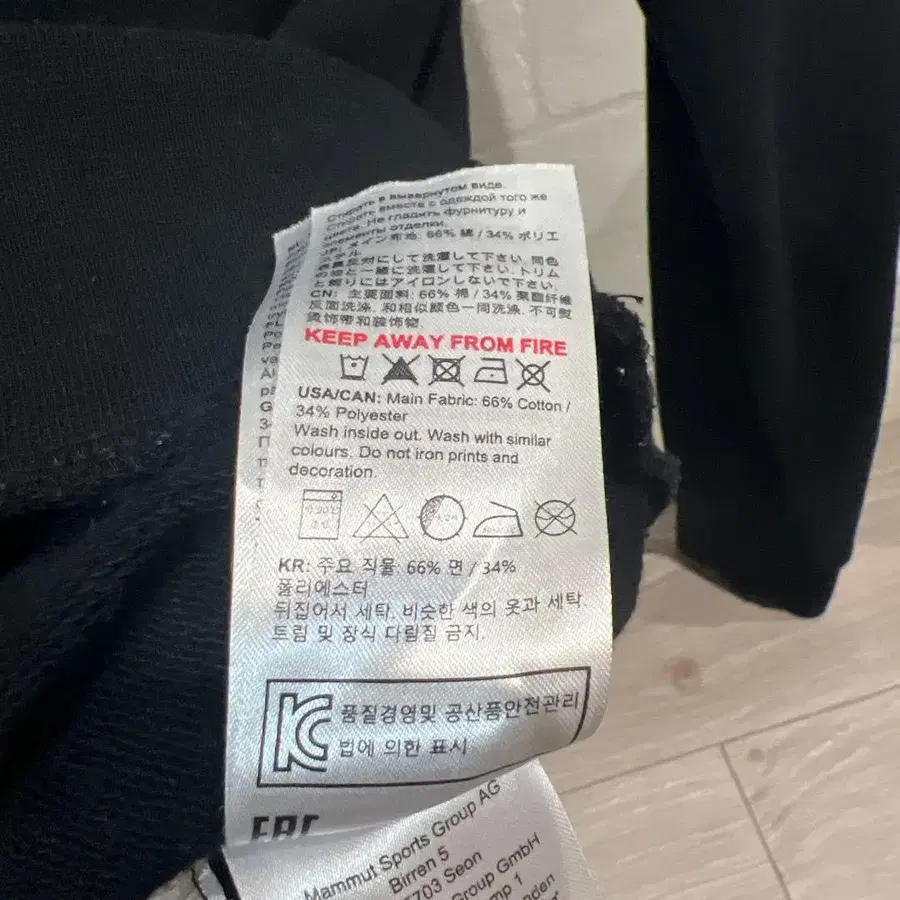 Стирать в вывернутом виде.
Стирать вместе с одеждой того же
цвета. Не гладить фурнитуру и
элементы отделки.
JP: メイン布地: 66% 綿 / 34% ポリエ
ステル
色裏反対にして洗濯して下さい. 同色
の物と一緒に洗濯して下さい. トリム
と飾りにはアイロンしないで下さい
CN: 主要面料: 66% 棉 / 34% 聚酯纤维
反面洗涤. 和相似颜色一同洗涤. 不可熨
烫饰带和装饰物.
KEEP AWAY FROM FIRE
USA/CAN: Main Fabric: 66% Cotton /
34% Polyester
Wash inside out. Wash with similar
colours. Do not iron prints and
decoration.
KR: 주요 직물: 66% 면 / 34%
폴리에스터
뒤집어서 세탁. 비슷한 색의 옷과 세탁.
트림 및 장식 다림질 금지.
KC 품질경영및 공산품안전관리
법에 의한 표시
EAC
Mammut Sports Group AG
Birren 5
5703 Seon
Group GmbH